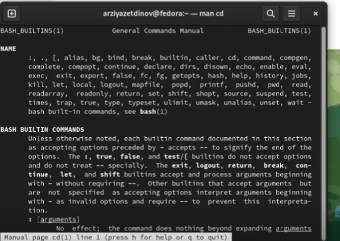 arziyazetdinov@fedora:~ — man cd
BASH_BUILTINS(1) General Commands Manual BASH_BUILTINS(1)
NAME
:, ., [, alias, bg, bind, break, builtin, caller, cd, command, compgen,
complete, compopt, continue, declare, dirs, disown, echo, enable, eval,
exec, exit, export, false, fc, fg, getopts, hash, help, history, jobs,
kill, let, local, logout, mapfile, popd, printf, pushd, pwd, read,
readarray, readonly, return, set, shift, shopt, source, suspend, test,
times, trap, true, type, typeset, ulimit, umask, unalias, unset, wait -
bash built-in commands, see bash(1)
BASH BUILTIN COMMANDS
Unless otherwise noted, each builtin command documented in this section
as accepting options preceded by - accepts -- to signify the end of the
options. The :, true, false, and test/[ builtins do not accept options
and do not treat -- specially. The exit, logout, return, break, con‐
tinue, let, and shift builtins accept and process arguments beginning
with - without requiring --. Other builtins that accept arguments but
are not specified as accepting options interpret arguments beginning
with - as invalid options and require -- to prevent this interpreta‐
tion.
: [arguments]
No effect; the command does nothing beyond expanding arguments
Manual page cd(1) line 1 (press h for help or q to quit)